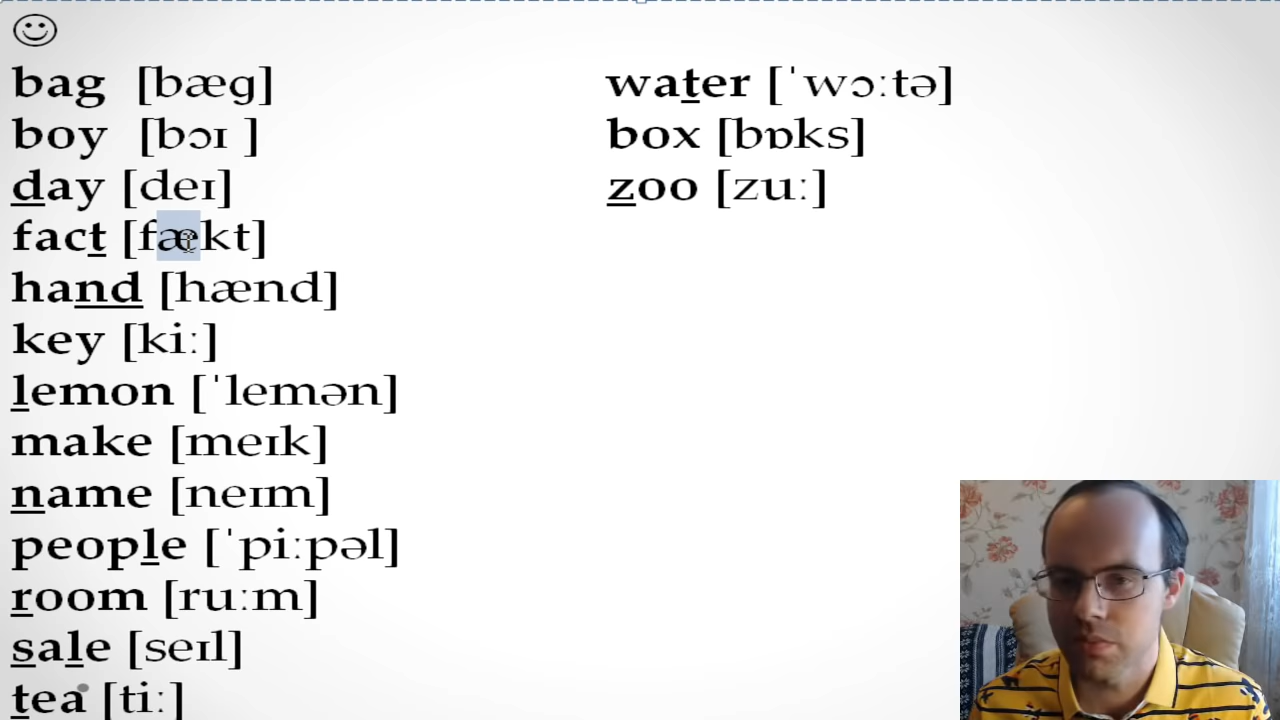 bag [bæɡ]
boy [bɔɪ ]
day [deɪ]
fact [fækt]
hand [hænd]
key [kiː]
lemon [ˈlemən]
make [meɪk]
name [neɪm]
people [ˈpiːpəl]
room [ruːm]
sale [seɪl]
tea [tiː]
water [ˈwɔːtə]
box [bɒks]
zoo [zuː]